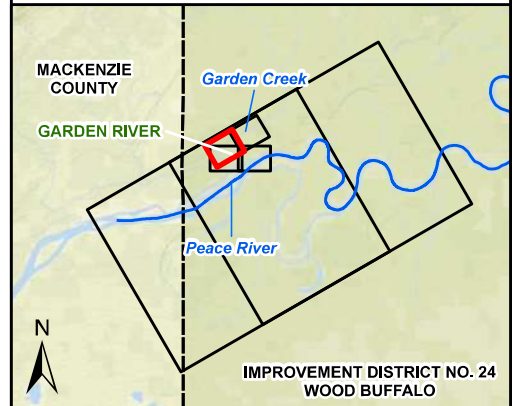 MACKENZIE
COUNTY
Garden Creek
GARDEN RIVER
Peace River
N
IMPROVEMENT DISTRICT NO. 24
WOOD BUFFALO